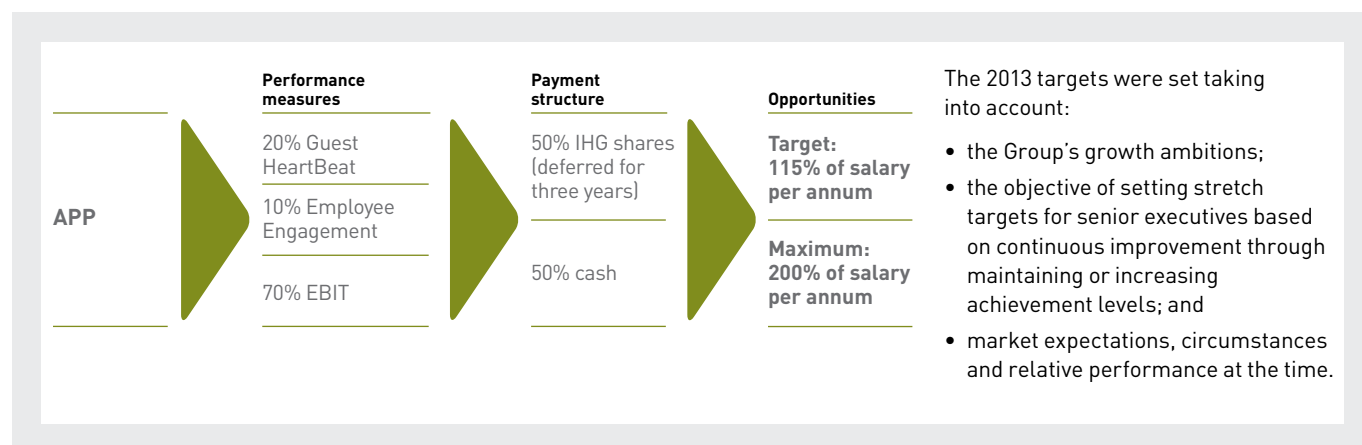 APP
Performance
measures
20% Guest
HeartBeat
10% Employee
Engagement
70% EBIT
Payment
structure
50% IHG shares
(deferred for
three years)
50% cash
Opportunities
Target:
115% of salary
per annum
Maximum:
200% of salary
per annum
The 2013 targets were set taking
into account:
• the Group’s growth ambitions;
• the objective of setting stretch
targets for senior executives based
on continuous improvement through
maintaining or increasing
achievement levels; and
• market expectations, circumstances
and relative performance at the time.